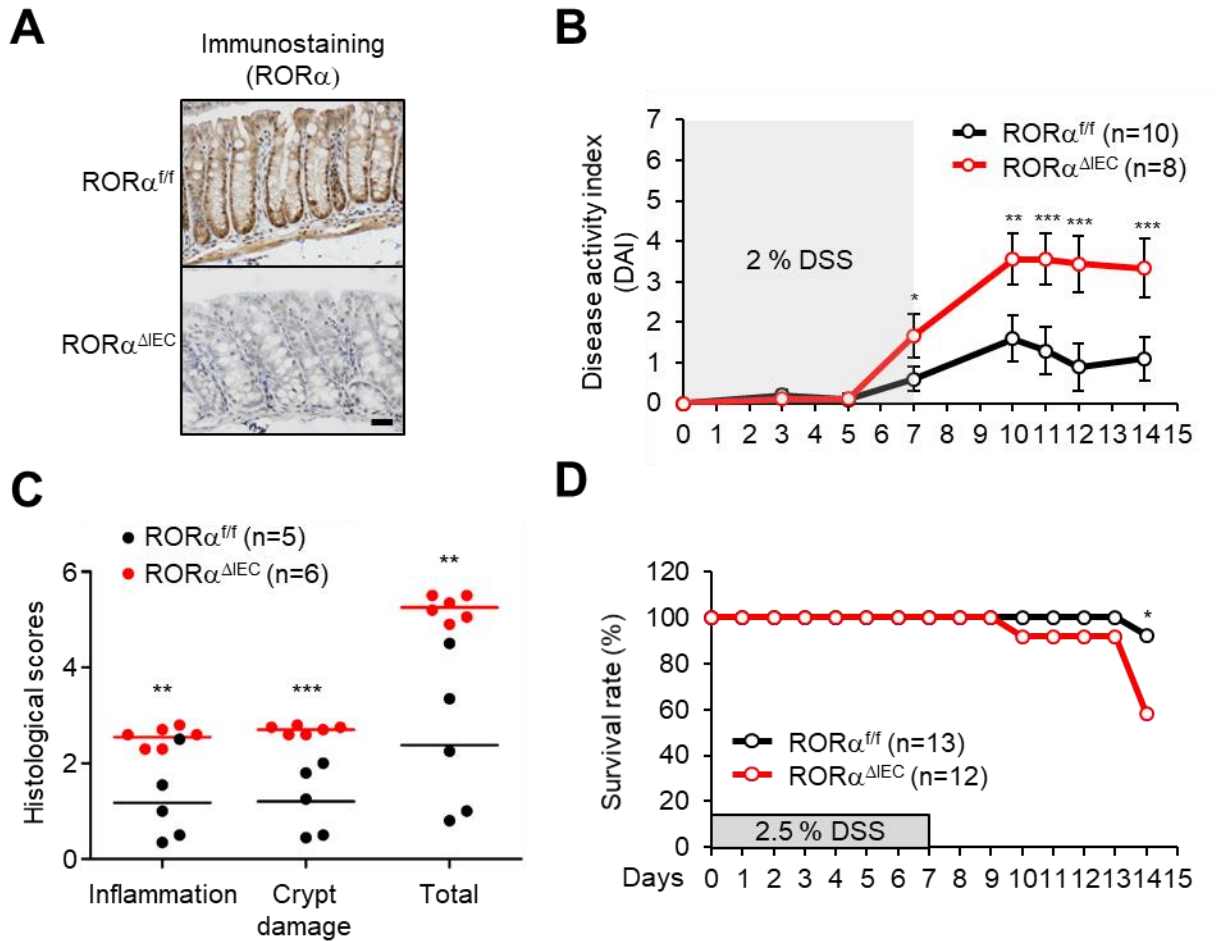 A
Immunostaining
(RORα)
RORα^f/f
RORα^ΔIEC
B
Disease activity index
(DAI)
7
6
5
4
3
2
1
0
2 % DSS
RORα^f/f (n=10)
RORα^ΔIEC (n=8)
*
** *** *** ***
0 1 2 3 4 5 6 7 8 9 10 11 12 13 14 15
C
Histological scores
6
4
2
0
RORα^f/f (n=5)
RORα^ΔIEC (n=6)
**
***
**
Inflammation
Crypt
damage
Total
D
Survival rate (%)
120
100
80
60
40
20
0
*
RORα^f/f (n=13)
RORα^ΔIEC (n=12)
2.5 % DSS
Days 0 1 2 3 4 5 6 7 8 9 10 11 12 13 14 15